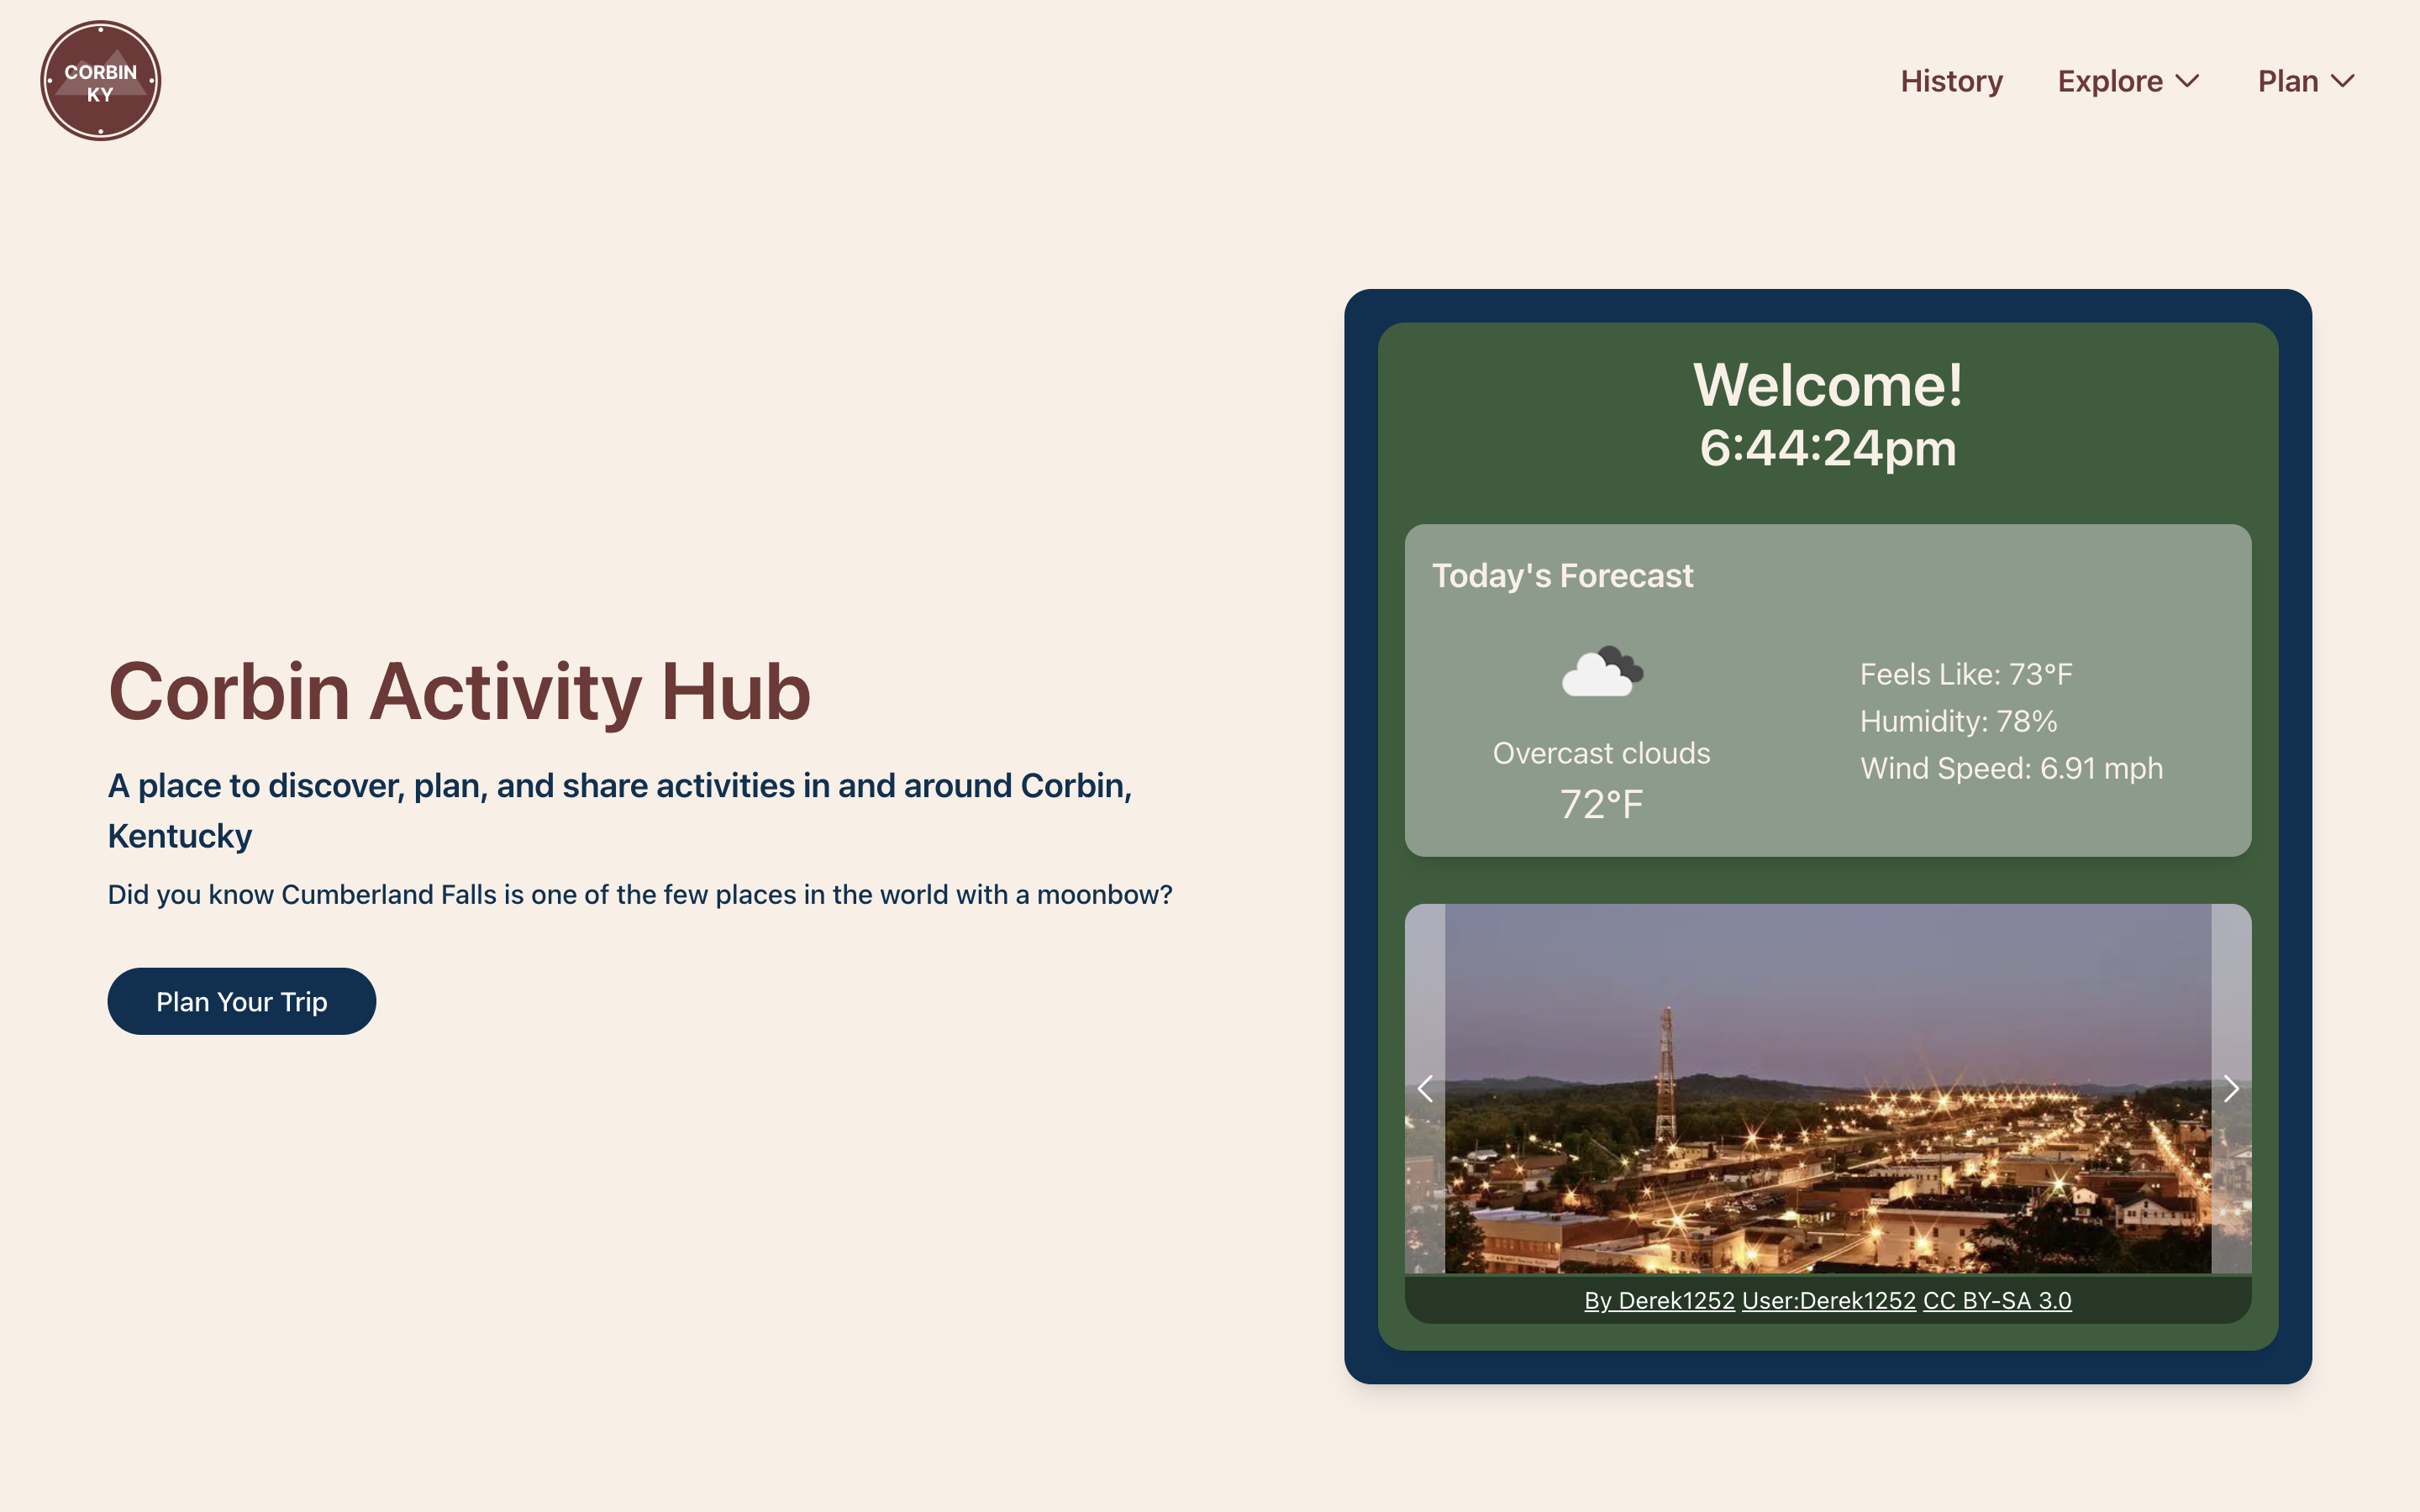 CORBIN
KY
History
Explore
Plan
Corbin Activity Hub
A place to discover, plan, and share activities in and around Corbin,
Kentucky
Did you know Cumberland Falls is one of the few places in the world with a moonbow?
Plan Your Trip
Welcome!
6:44:24pm
Today's Forecast
Overcast clouds
72°F
Feels Like: 73°F
Humidity: 78%
Wind Speed: 6.91 mph
By Derek1252 User:Derek1252 CC BY-SA 3.0